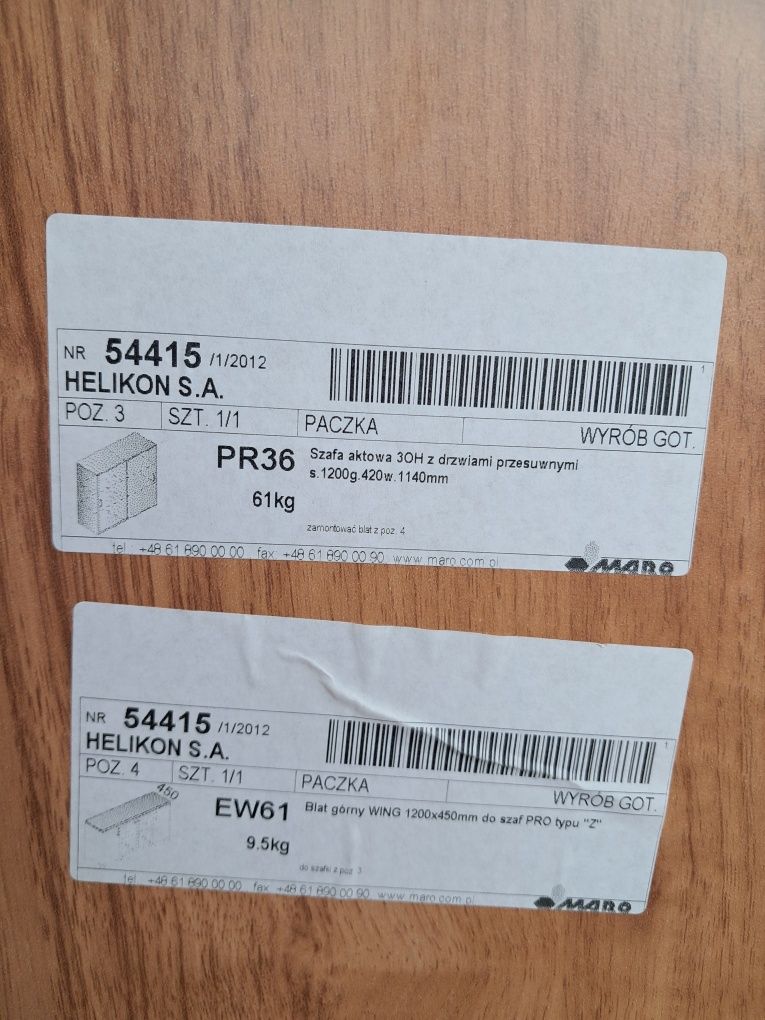 NR 54415 /1/2012
HELIKON S.A.
1
POZ. 3 SZT. 1/1 PACZKA WYRÓB GOT.
PR36 Szafa aktowa 3OH z drzwiami przesuwnymi
s.1200g.420w.1140mm
61kg
zamontować blat z poz. 4
tel.: +48 61 890 00 00 fax: +48 61 890 00 90 www.maro.com.pl
MARO
NR 54415 /1/2012
HELIKON S.A.
1
POZ. 4 SZT. 1/1 PACZKA WYRÓB GOT.
450
EW61 Blat górny WING 1200x450mm do szaf PRO typu "Z"
9.5kg
do szafki z poz. 3
tel.: +48 61 890 00 00 fax: +48 61 890 00 90 www.maro.com.pl
MARO